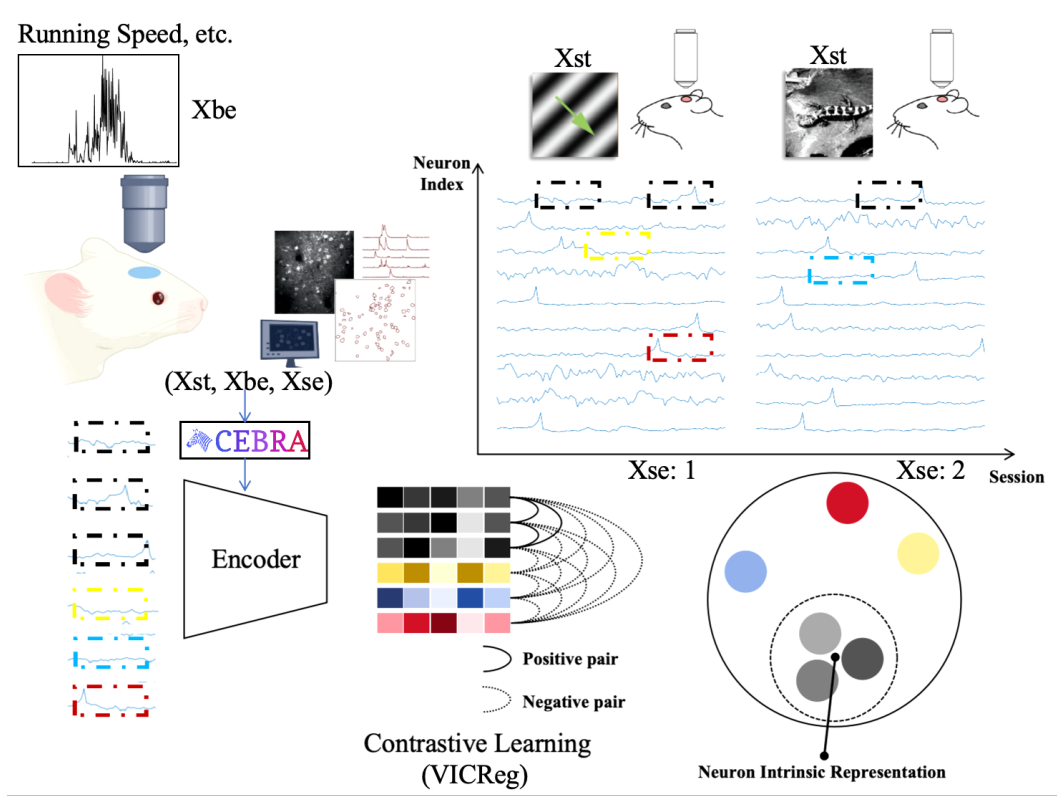 Running Speed, etc.
Xbe
Xst
Xst
Neuron
Index
(Xst, Xbe, Xse)
CEBRA
Xse: 1
Xse: 2
Session
Encoder
Positive pair
Negative pair
Contrastive Learning
(VICReg)
Neuron Intrinsic Representation